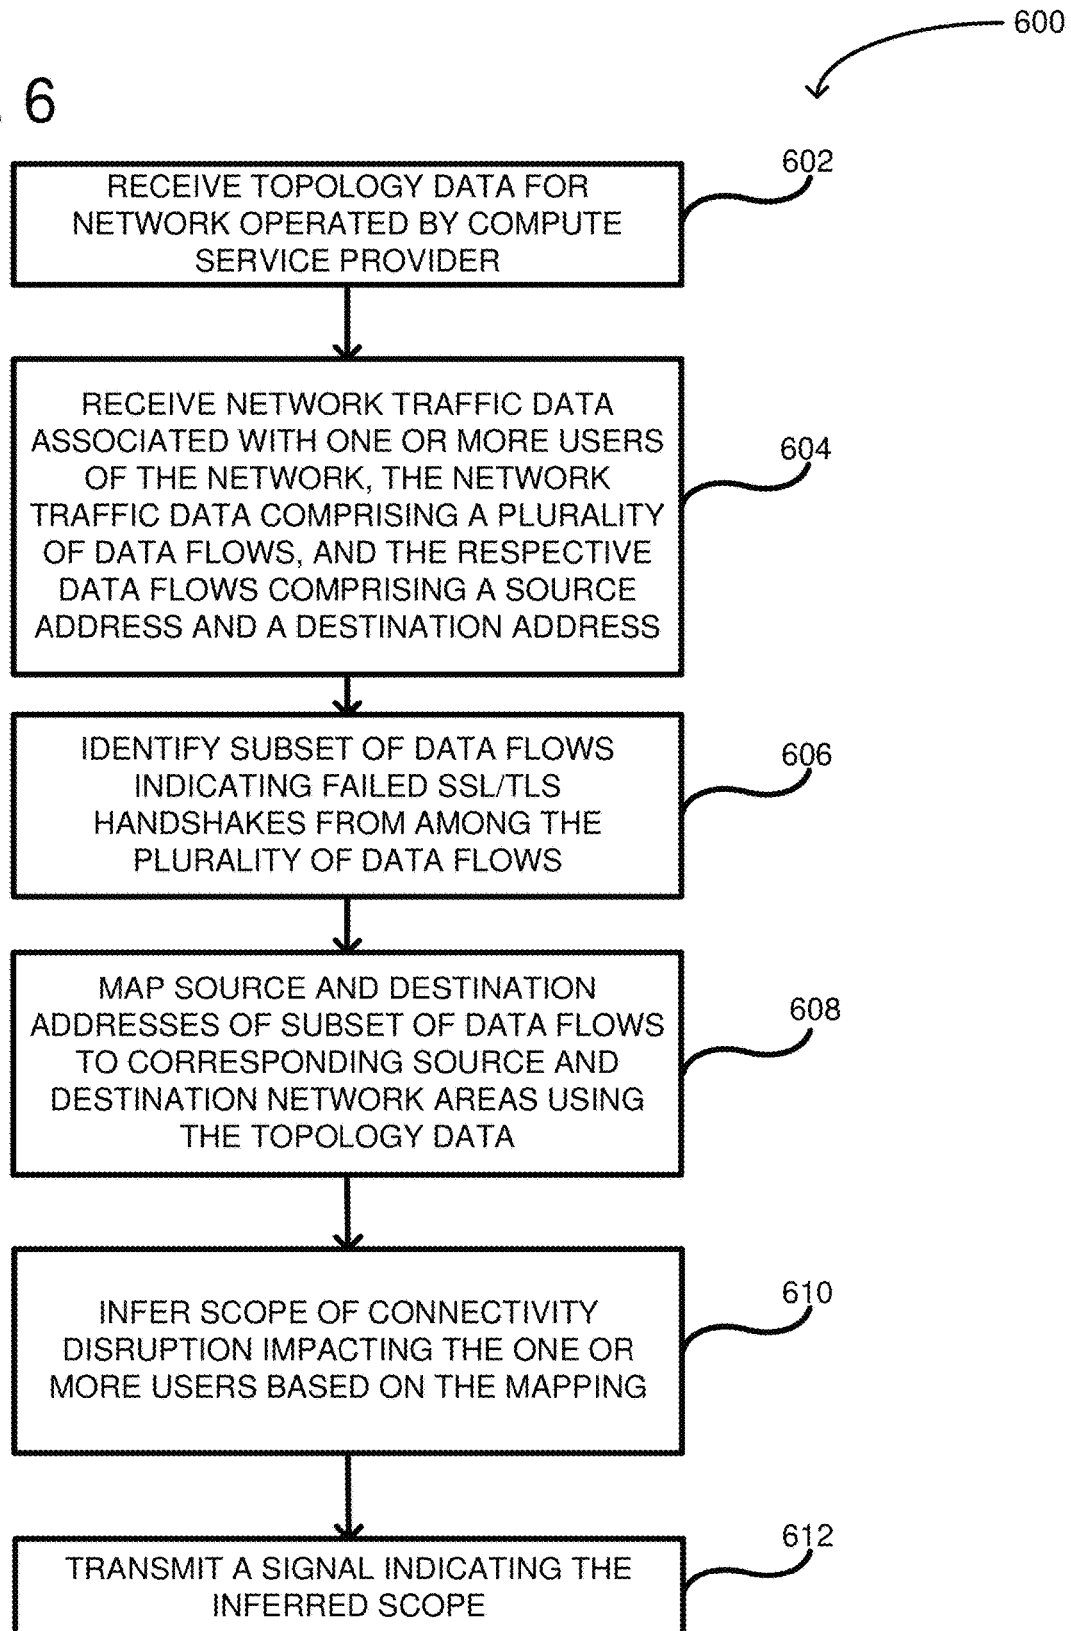 600
. 6
602
RECEIVE TOPOLOGY DATA FOR
NETWORK OPERATED BY COMPUTE
SERVICE PROVIDER
604
RECEIVE NETWORK TRAFFIC DATA
ASSOCIATED WITH ONE OR MORE USERS
OF THE NETWORK, THE NETWORK
TRAFFIC DATA COMPRISING A PLURALITY
OF DATA FLOWS, AND THE RESPECTIVE
DATA FLOWS COMPRISING A SOURCE
ADDRESS AND A DESTINATION ADDRESS
606
IDENTIFY SUBSET OF DATA FLOWS
INDICATING FAILED SSL/TLS
HANDSHAKES FROM AMONG THE
PLURALITY OF DATA FLOWS
608
MAP SOURCE AND DESTINATION
ADDRESSES OF SUBSET OF DATA FLOWS
TO CORRESPONDING SOURCE AND
DESTINATION NETWORK AREAS USING
THE TOPOLOGY DATA
610
INFER SCOPE OF CONNECTIVITY
DISRUPTION IMPACTING THE ONE OR
MORE USERS BASED ON THE MAPPING
612
TRANSMIT A SIGNAL INDICATING THE
INFERRED SCOPE